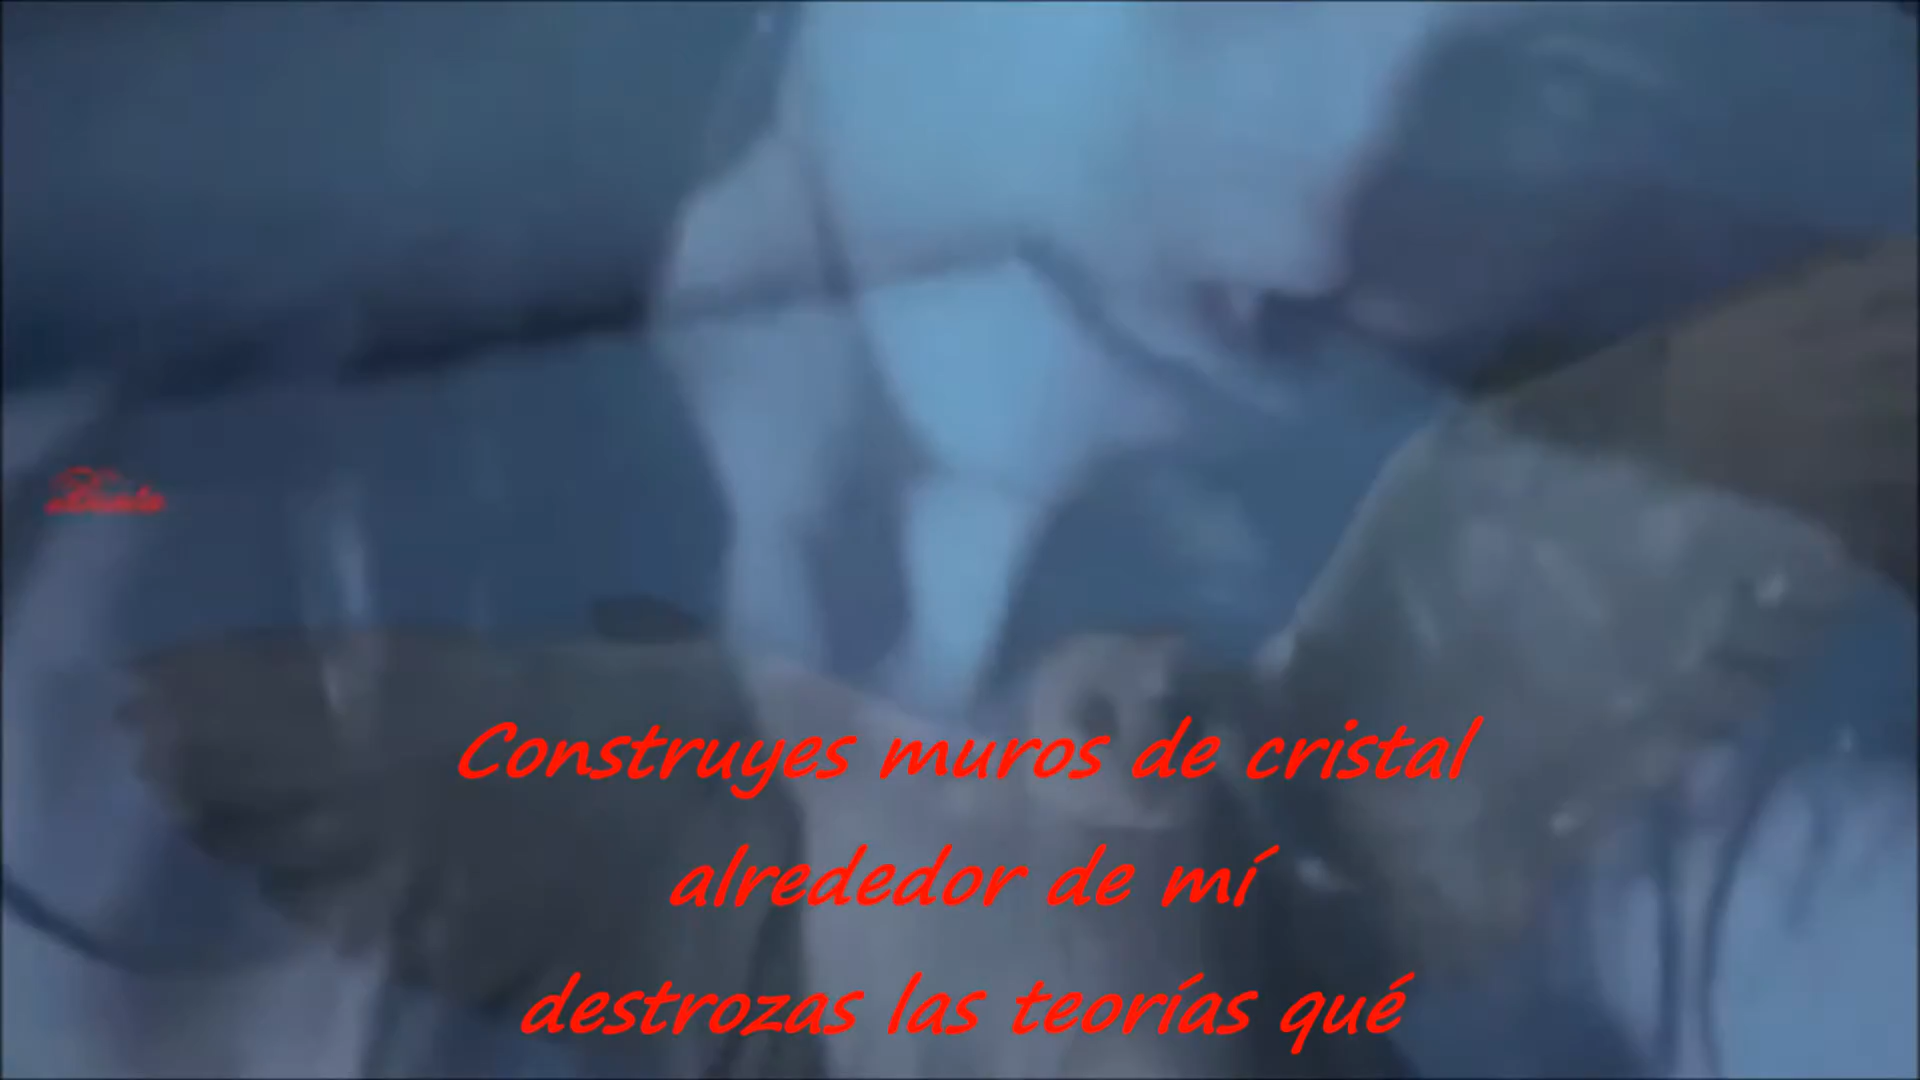 Construyes muros de cristal
alrededor de mí
destrozas las teorías qué